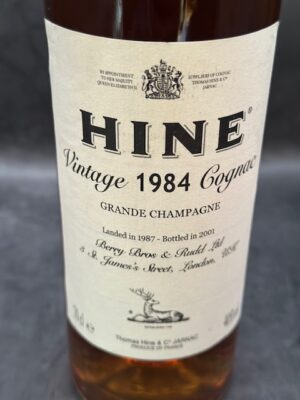 BY APPOINTMENT
TO HER MAJESTY
QUEEN ELIZABETH II
SUPPLIERS OF COGNAC
THOMAS HINE & Co
JARNAC
HINE®
Vintage 1984 Cognac
GRANDE CHAMPAGNE
Landed in 1987 - Bottled in 2001
Berry Bros & Rudd Ltd
3 St. James's Street, London,
70cl e
40%
Thomas Hine & Co JARNAC
PRODUCE OF FRANCE